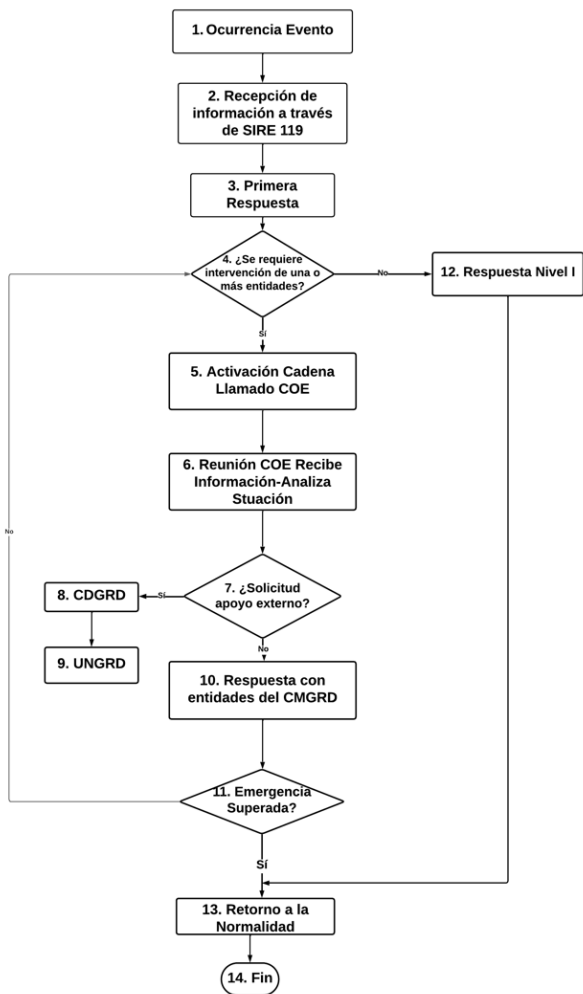 1. Ocurrencia Evento
2. Recepción de
información a través
de SIRE 119
3. Primera
Respuesta
4. ¿Se requiere
intervención de una o
más entidades?
No
12. Respuesta Nivel I
Sí
5. Activación Cadena
Llamado COE
6. Reunión COE Recibe
Información-Analiza
Stuación
No
7. ¿Solicitud
apoyo externo?
Sí
8. CDGRD
9. UNGRD
No
10. Respuesta con
entidades del CMGRD
11. Emergencia
Superada?
Sí
13. Retorno a la
Normalidad
14. Fin